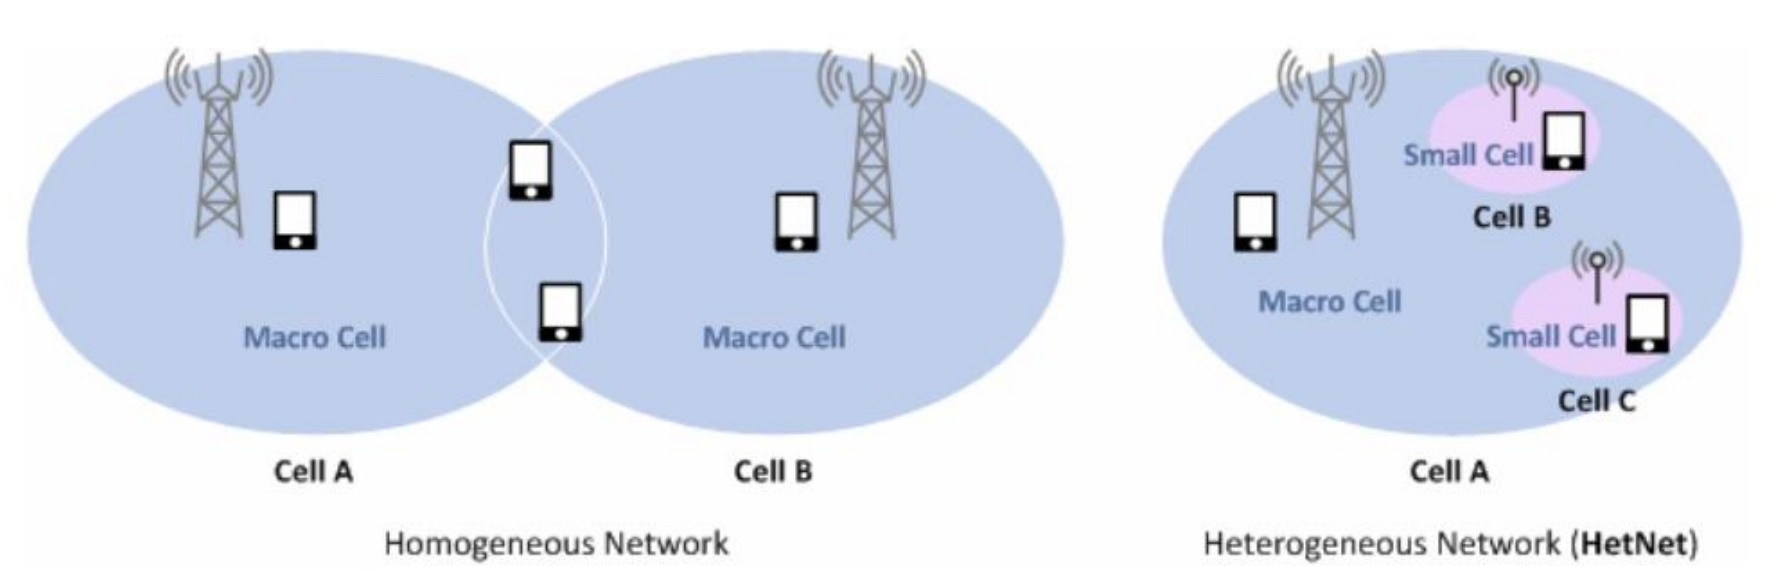 Macro Cell
Macro Cell
Cell A
Cell B
Homogeneous Network
Small Cell
Cell B
Macro Cell
Small Cell
Cell C
Cell A
Heterogeneous Network (HetNet)